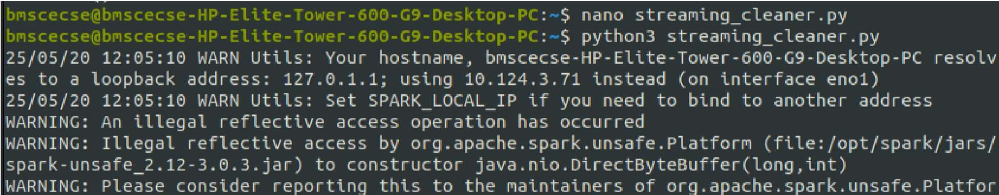 bmscecse@bmscecse-HP-Elite-Tower-600-G9-Desktop-PC:~$ nano streaming_cleaner.py
bmscecse@bmscecse-HP-Elite-Tower-600-G9-Desktop-PC:~$ python3 streaming_cleaner.py
25/05/20 12:05:10 WARN Utils: Your hostname, bmscecse-HP-Elite-Tower-600-G9-Desktop-PC resolv
es to a loopback address: 127.0.1.1; using 10.124.3.71 instead (on interface eno1)
25/05/20 12:05:10 WARN Utils: Set SPARK_LOCAL_IP if you need to bind to another address
WARNING: An illegal reflective access operation has occurred
WARNING: Illegal reflective access by org.apache.spark.unsafe.Platform (file:/opt/spark/jars/
spark-unsafe_2.12-3.0.3.jar) to constructor java.nio.DirectByteBuffer(long,int)
WARNING: Please consider reporting this to the maintainers of org.apache.spark.unsafe.Platfor